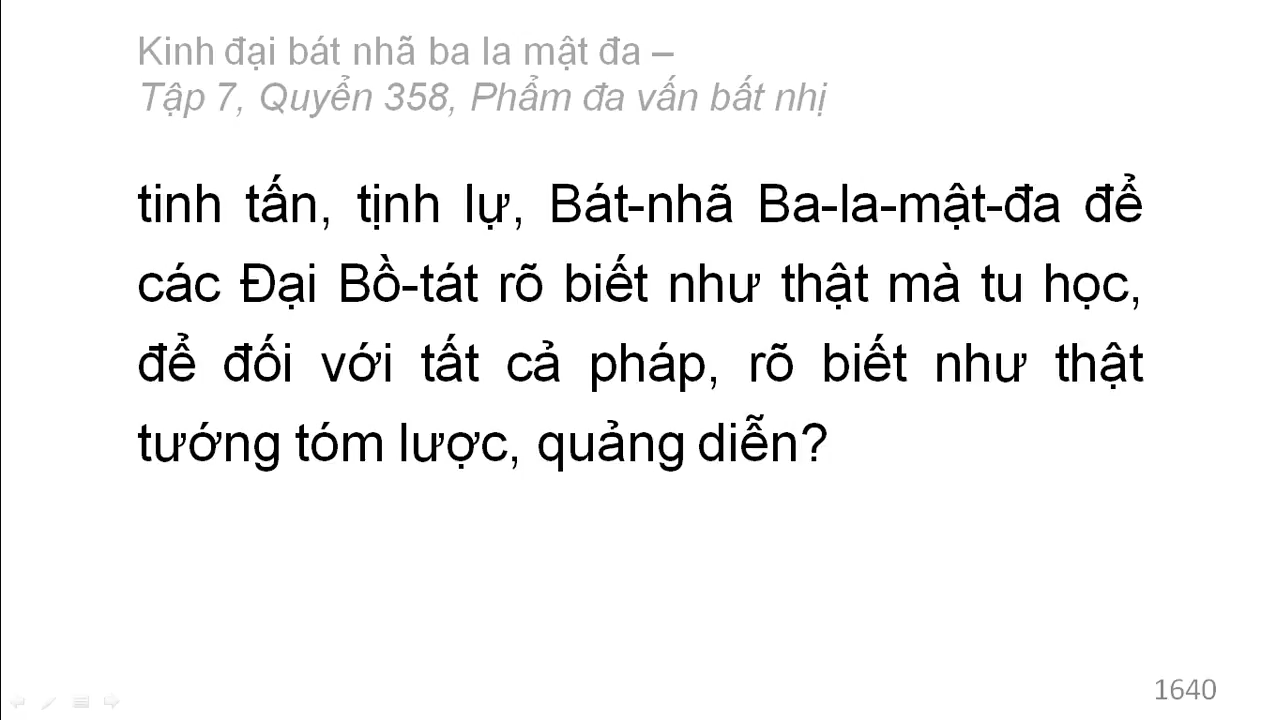 Kinh đại bát nhã ba la mật đa –
Tập 7, Quyển 358, Phẩm đa vấn bất nhị
tinh tấn, tịnh lự, Bát-nhã Ba-la-mật-đa để
các Đại Bồ-tát rõ biết như thật mà tu học,
để đối với tất cả pháp, rõ biết như thật
tướng tóm lược, quảng diễn?
1640